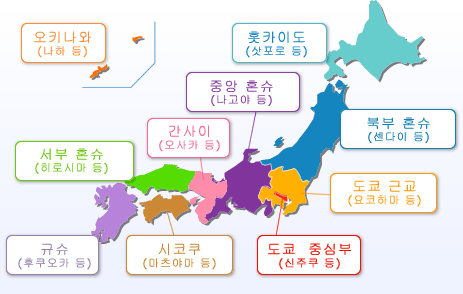 오키나와
(나하 등)
홋카이도
(삿포로 등)
중앙 혼슈
(나고야 등)
북부 혼슈
(센다이 등)
간사이
(오사카 등)
서부 혼슈
(히로시마 등)
도쿄 근교
(요코하마 등)
규슈
(후쿠오카 등)
시코쿠
(마츠야마 등)
도쿄 중심부
(신주쿠 등)